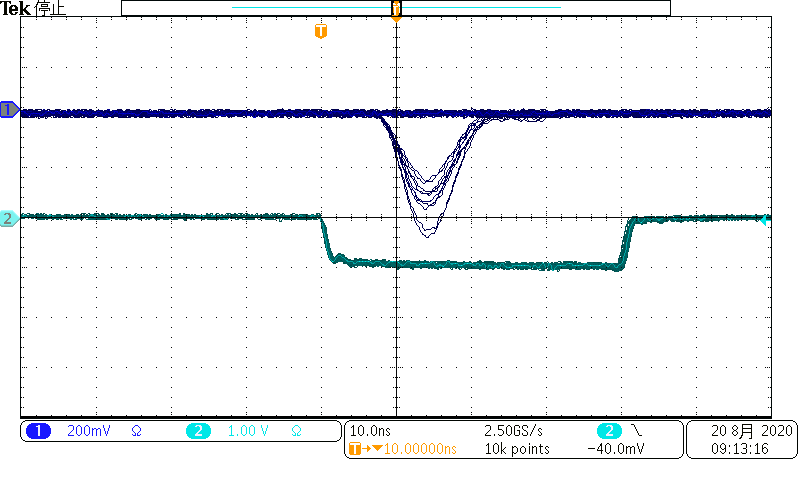 Tek 停止
T
T
1
2
1 200mV Ω 2 1.00 V Ω
10.0ns 2.50GS/s 2
T→▼10.00000ns 10k points −40.0mV
20 8月 2020
09:13:16